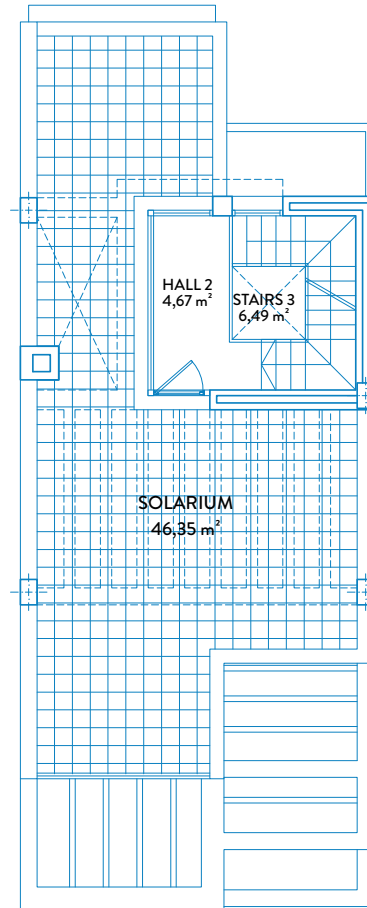 HALL 2
4,67 m²
STAIRS 3
6,49 m²
SOLARIUM
46,35 m²